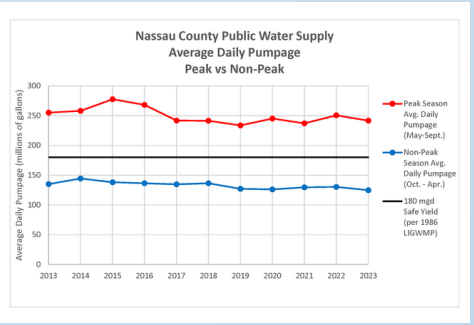 Nassau County Public Water Supply
Average Daily Pumpage
Peak vs Non-Peak
Average Daily Pumpage (millions of gallons)
300
250
200
150
100
50
0
2013 2014 2015 2016 2017 2018 2019 2020 2021 2022 2023
Peak Season
Avg. Daily
Pumpage
(May-Sept.)
Non-Peak
Season Avg.
Daily Pumpage
(Oct. - Apr.)
180 mgd
Safe Yield
(per 1986
LIGWMP)